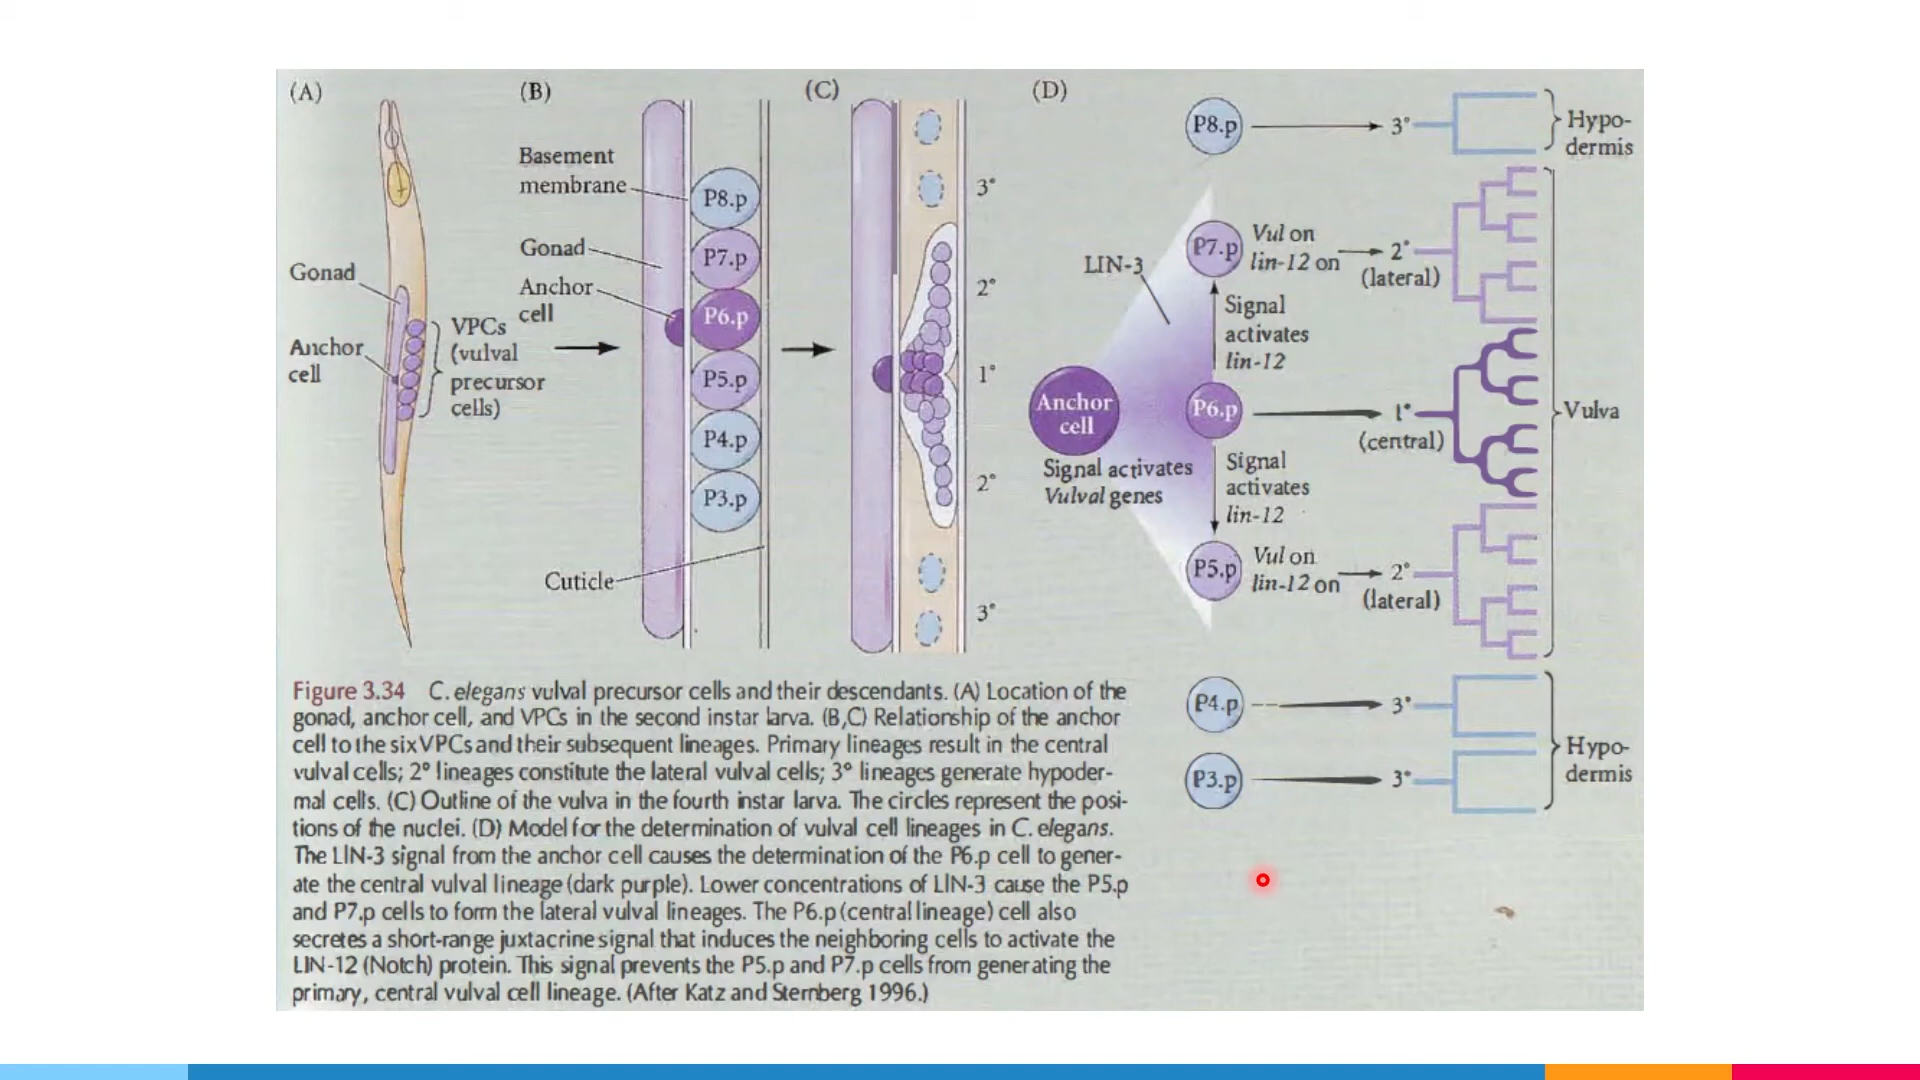 (A)
Gonad
Anchor
cell
VPCs
(vulval
precursor
cells)
(B)
Basement
membrane
Gonad
Anchor
cell
P8.p
P7.p
P6.p
P5.p
P4.p
P3.p
Cuticle
(C)
3°
2°
1°
2°
3°
(D)
P8.p
3°
Hypo-
dermis
LIN-3
P7.p
Vul on
lin-12 on
2°
(lateral)
Signal
activates
lin-12
Anchor
cell
P6.p
1°
(central)
Vulva
Signal activates
Vulval genes
Signal
activates
lin-12
P5.p
Vul on
lin-12 on
2°
(lateral)
P4.p
3°
P3.p
3°
Hypo-
dermis
Figure 3.34 C. elegans vulval precursor cells and their descendants. (A) Location of the
gonad, anchor cell, and VPCs in the second instar larva. (B,C) Relationship of the anchor
cell to the six VPCs and their subsequent lineages. Primary lineages result in the central
vulval cells; 2° lineages constitute the lateral vulval cells; 3° lineages generate hypoder-
mal cells. (C) Outline of the vulva in the fourth instar larva. The circles represent the posi-
tions of the nuclei. (D) Model for the determination of vulval cell lineages in C. elegans.
The LIN-3 signal from the anchor cell causes the determination of the P6.p cell to gener-
ate the central vulval lineage (dark purple). Lower concentrations of LIN-3 cause the P5.p
and P7.p cells to form the lateral vulval lineages. The P6.p (central lineage) cell also
secretes a short-range juxtacrine signal that induces the neighboring cells to activate the
LIN-12 (Notch) protein. This signal prevents the P5.p and P7.p cells from generating the
primary, central vulval cell lineage. (After Katz and Sternberg 1996.)